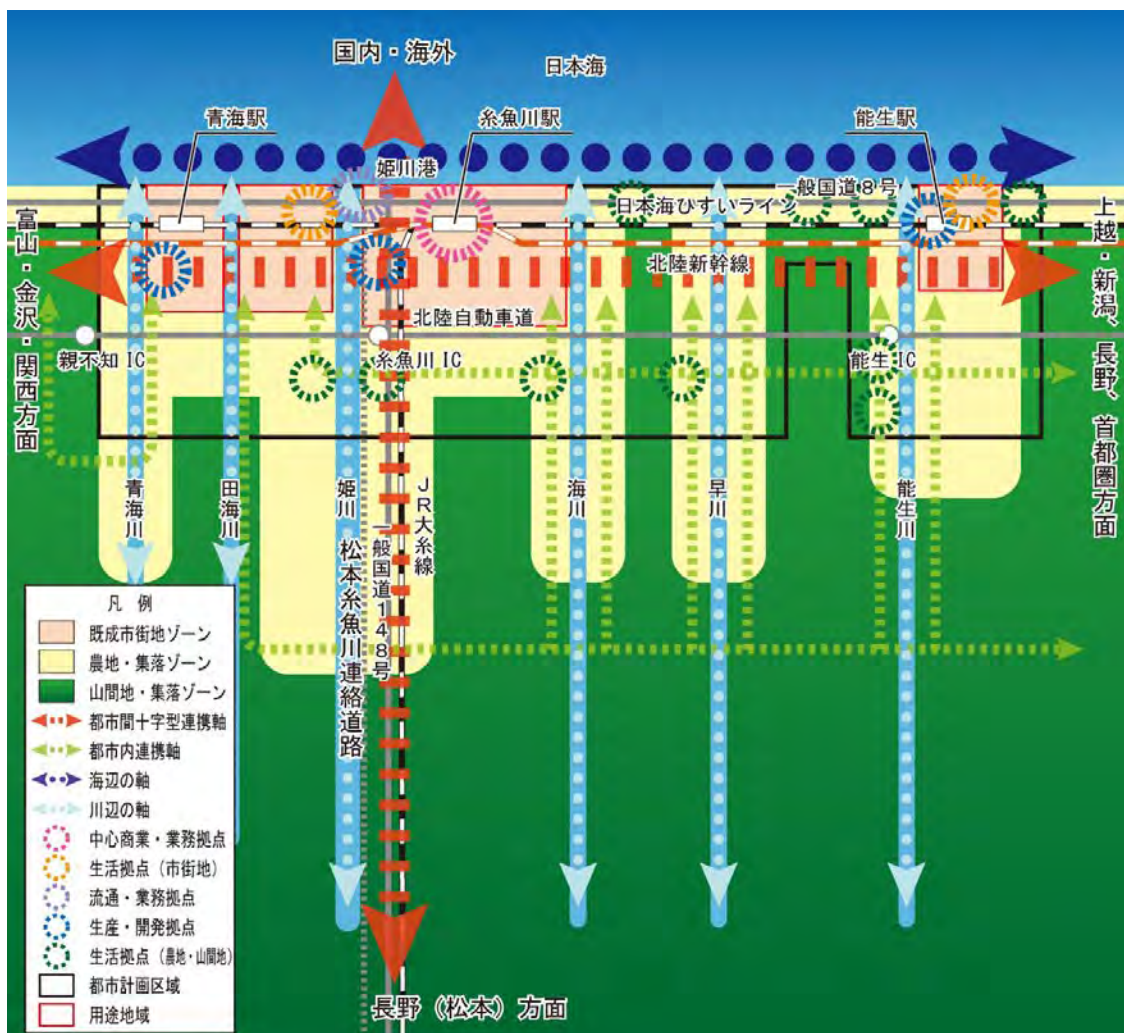 国内・海外
日本海
青海駅
糸魚川駅
能生駅
姫川港
一般国道8号
日本海ひすいライン
北陸新幹線
富山・金沢・関西方面
上越・新潟、長野、首都圏方面
北陸自動車道
親不知 IC
糸魚川 IC
能生 IC
青海川
田海川
姫川
松本糸魚川連絡道路
一般国道148号
JR大糸線
海川
早川
能生川
長野（松本）方面
凡 例
既成市街地ゾーン
農地・集落ゾーン
山間地・集落ゾーン
都市間十字型連携軸
都市内連携軸
海辺の軸
川辺の軸
中心商業・業務拠点
生活拠点（市街地）
流通・業務拠点
生産・開発拠点
生活拠点（農地・山間地）
都市計画区域
用途地域